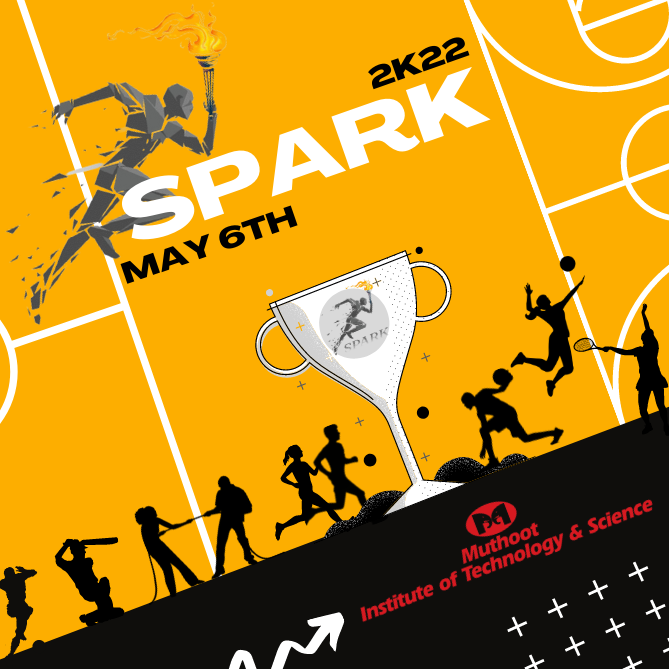 2K22
SPARK
MAY 6TH
SPARK
Muthoot
Institute of Technology & Science